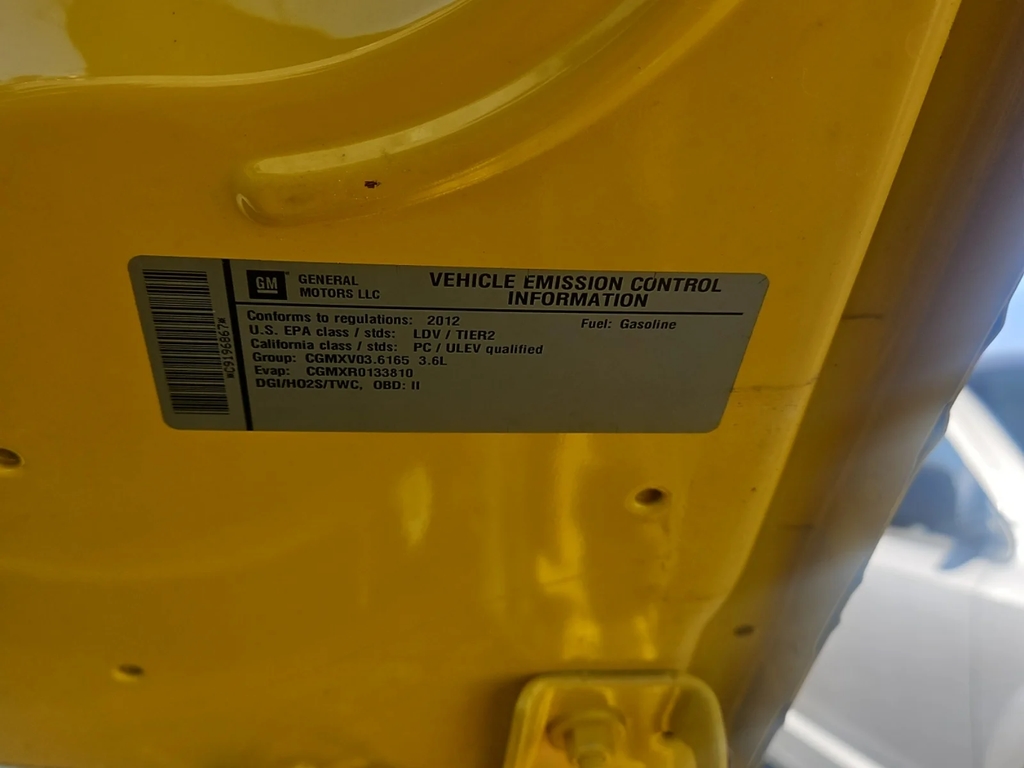 *C9196867*
GM
GENERAL
MOTORS LLC
VEHICLE EMISSION CONTROL
INFORMATION
Conforms to regulations: 2012
Fuel: Gasoline
U.S. EPA class / stds: LDV / TIER2
California class / stds: PC / ULEV qualified
Group: CGMXV03.6165 3.6L
Evap: CGMXR0133810
DGI/HO2S/TWC, OBD: II